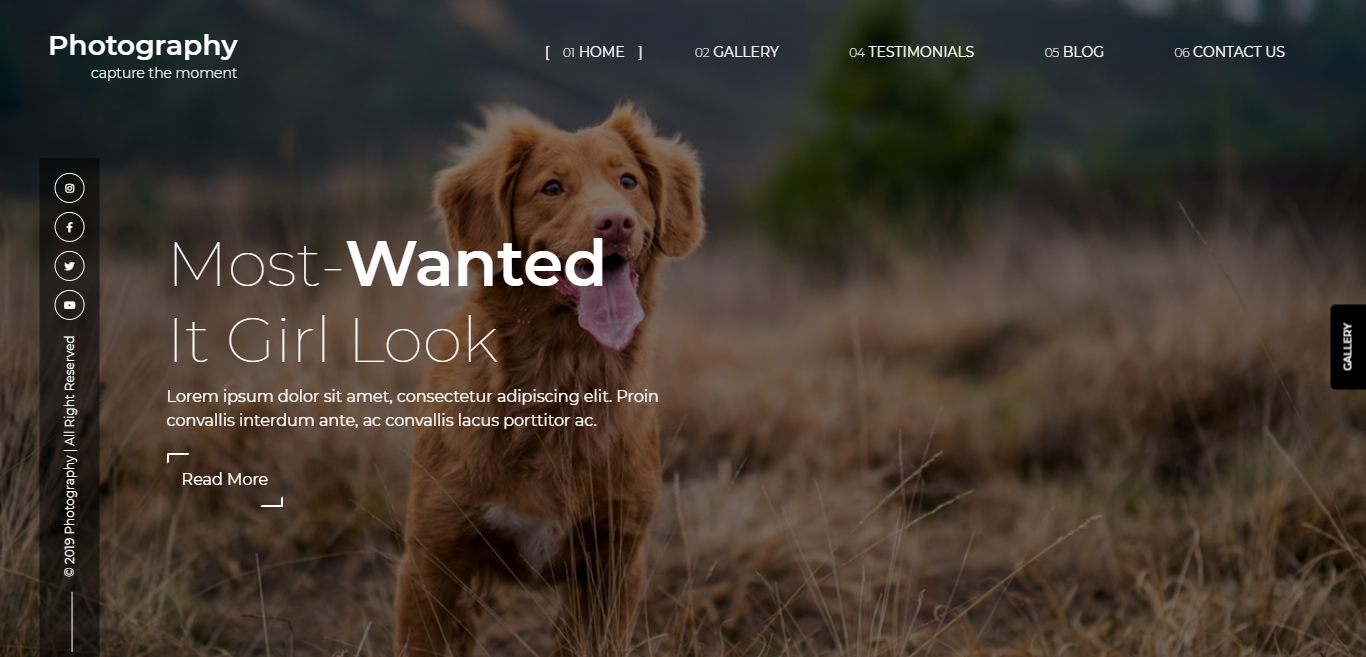 Photography
capture the moment
[ 01 HOME ]
02 GALLERY
04 TESTIMONIALS
05 BLOG
06 CONTACT US
Most-Wanted
It Girl Look
Lorem ipsum dolor sit amet, consectetur adipiscing elit. Proin
convallis interdum ante, ac convallis lacus porttitor ac.
Read More
© 2019 Photography | All Right Reserved
GALLERY